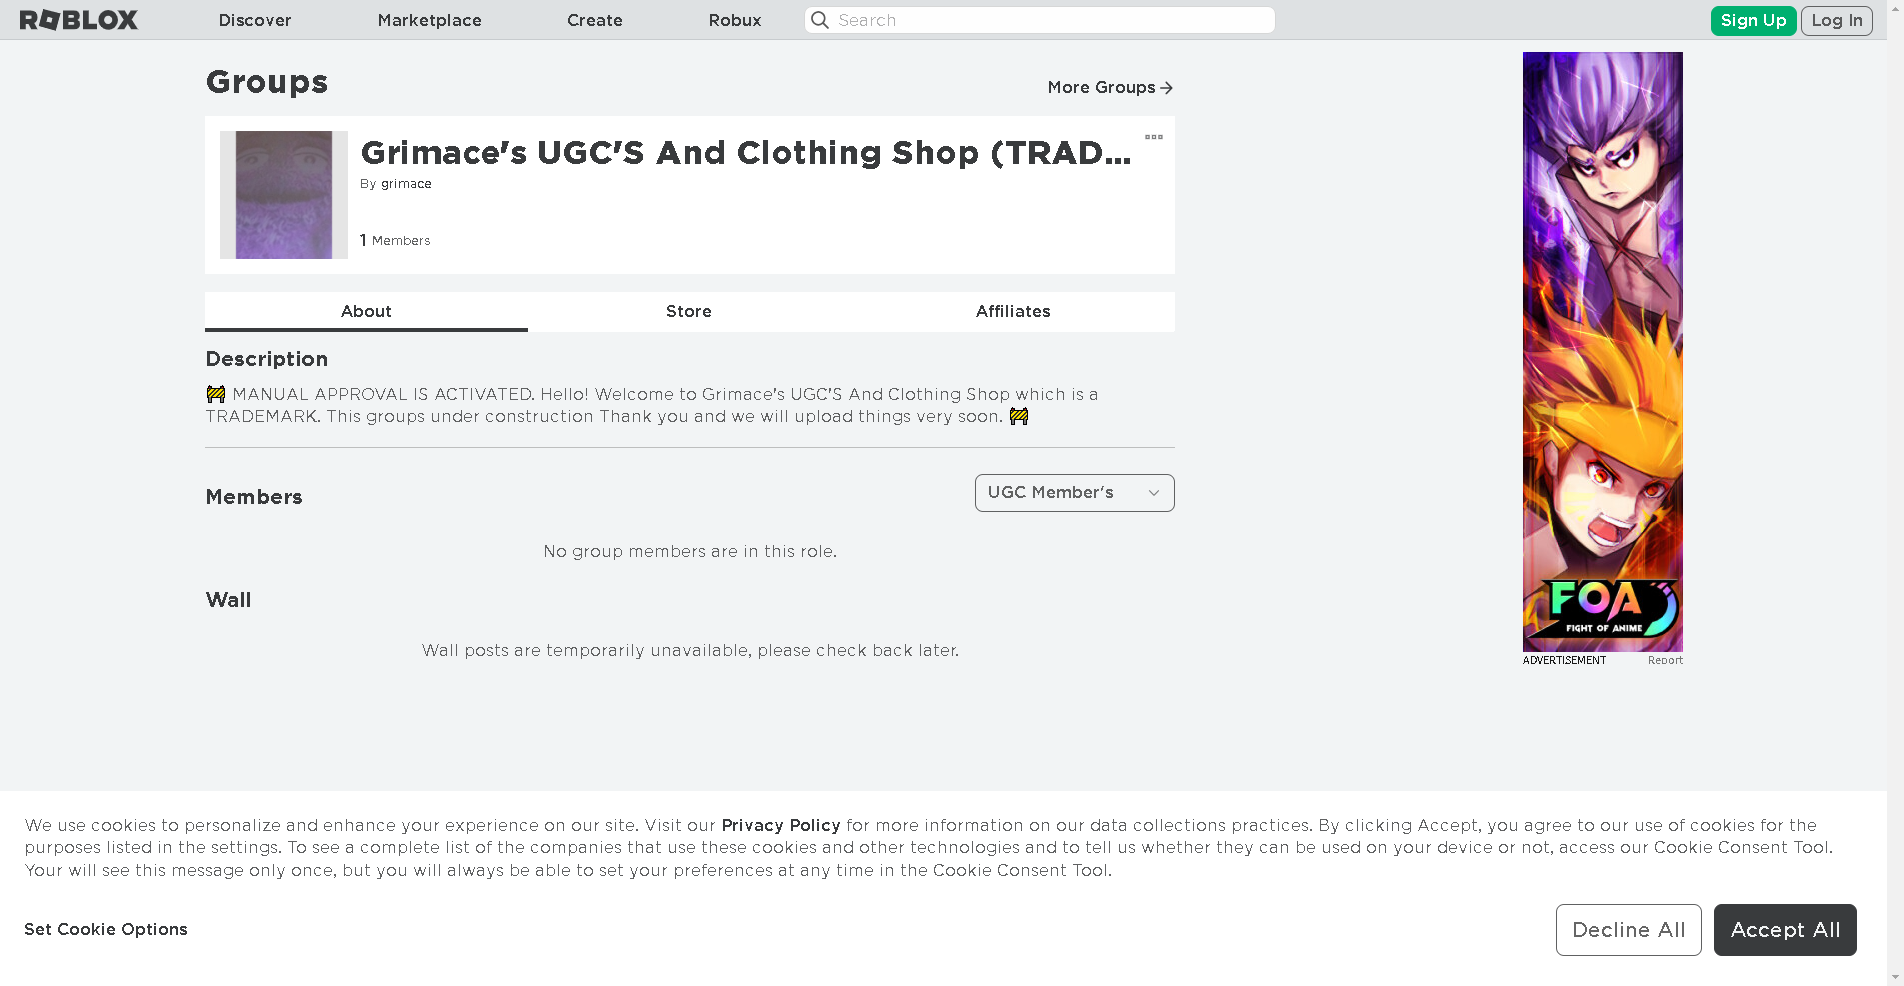 ROBLOX
Discover
Marketplace
Create
Robux
Search
Sign Up
Log In
Groups
More Groups
Grimace's UGC'S And Clothing Shop (TRAD...
By grimace
1 Members
About
Store
Affiliates
Description
🚧 MANUAL APPROVAL IS ACTIVATED. Hello! Welcome to Grimace's UGC'S And Clothing Shop which is a
TRADEMARK. This groups under construction Thank you and we will upload things very soon. 🚧
Members
UGC Member's
No group members are in this role.
Wall
Wall posts are temporarily unavailable, please check back later.
FOA
FIGHT OF ANIME
ADVERTISEMENT
Report
We use cookies to personalize and enhance your experience on our site. Visit our Privacy Policy for more information on our data collections practices. By clicking Accept, you agree to our use of cookies for the
purposes listed in the settings. To see a complete list of the companies that use these cookies and other technologies and to tell us whether they can be used on your device or not, access our Cookie Consent Tool.
Your will see this message only once, but you will always be able to set your preferences at any time in the Cookie Consent Tool.
Set Cookie Options
Decline All
Accept All